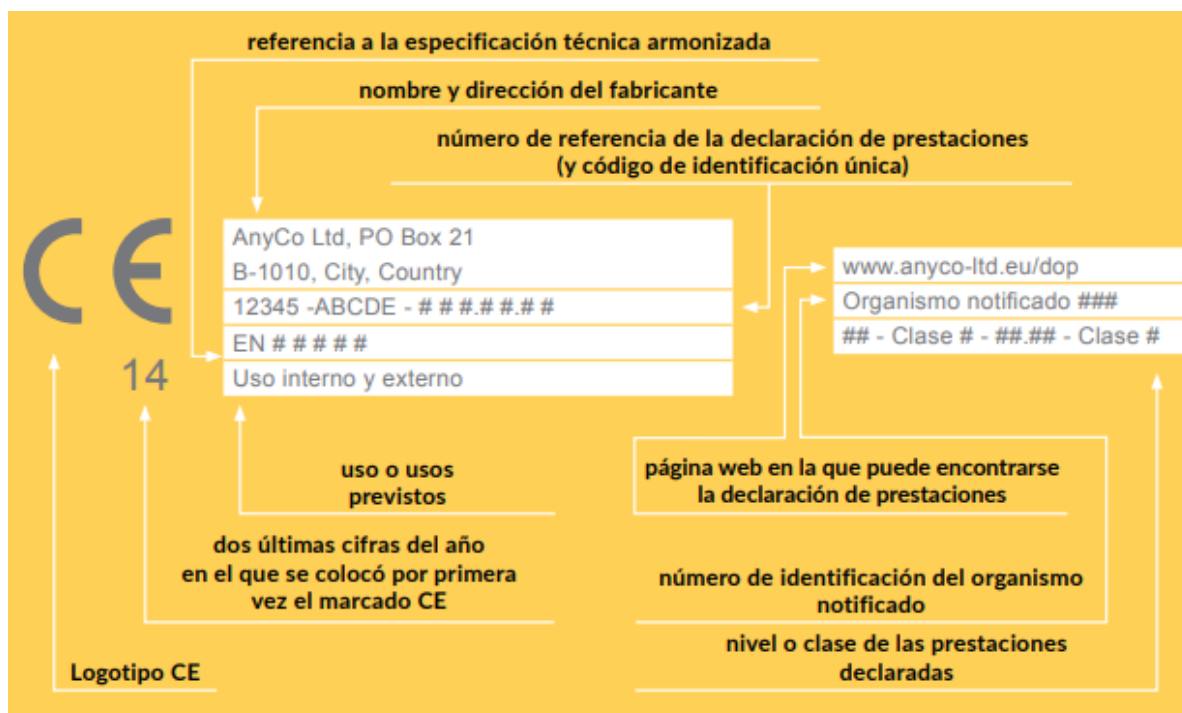 referencia a la especificación técnica armonizada
nombre y dirección del fabricante
número de referencia de la declaración de prestaciones
(y código de identificación única)
CE
14
AnyCo Ltd, PO Box 21
B-1010, City, Country
12345 -ABCDE - # # #.# #.# #
EN # # # # #
Uso interno y externo
www.anyco-ltd.eu/dop
Organismo notificado ###
## - Clase # - ##.## - Clase #
uso o usos
previstos
página web en la que puede encontrarse
la declaración de prestaciones
dos últimas cifras del año
en el que se colocó por primera
vez el marcado CE
número de identificación del organismo
notificado
nivel o clase de las prestaciones
declaradas
Logotipo CE